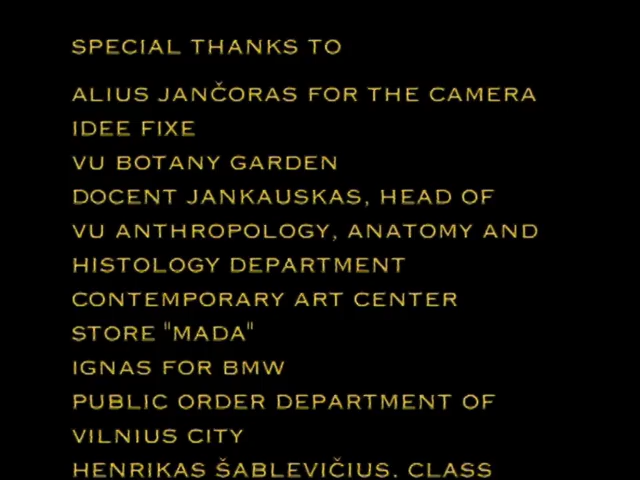 SPECIAL THANKS TO
ALIUS JANČORAS FOR THE CAMERA
IDEE FIXE
VU BOTANY GARDEN
DOCENT JANKAUSKAS, HEAD OF
VU ANTHROPOLOGY, ANATOMY AND
HISTOLOGY DEPARTMENT
CONTEMPORARY ART CENTER
STORE "MADA"
IGNAS FOR BMW
PUBLIC ORDER DEPARTMENT OF
VILNIUS CITY
HENRIKAS ŠABLEVIČIUS. CLASS